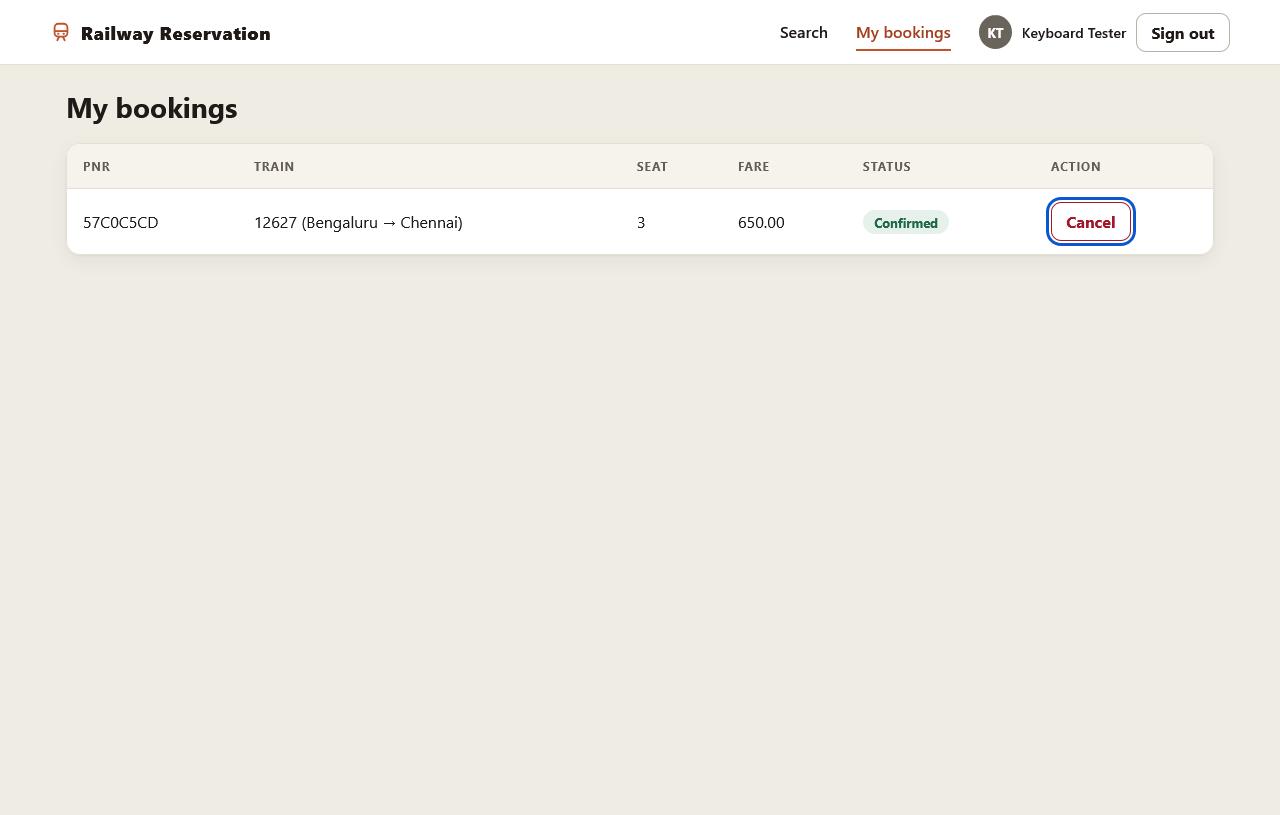 Railway Reservation
Search
My bookings
KT
Keyboard Tester
Sign out
My bookings
PNR TRAIN SEAT FARE STATUS ACTION
57C0C5CD 12627 (Bengaluru → Chennai) 3 650.00 Confirmed Cancel